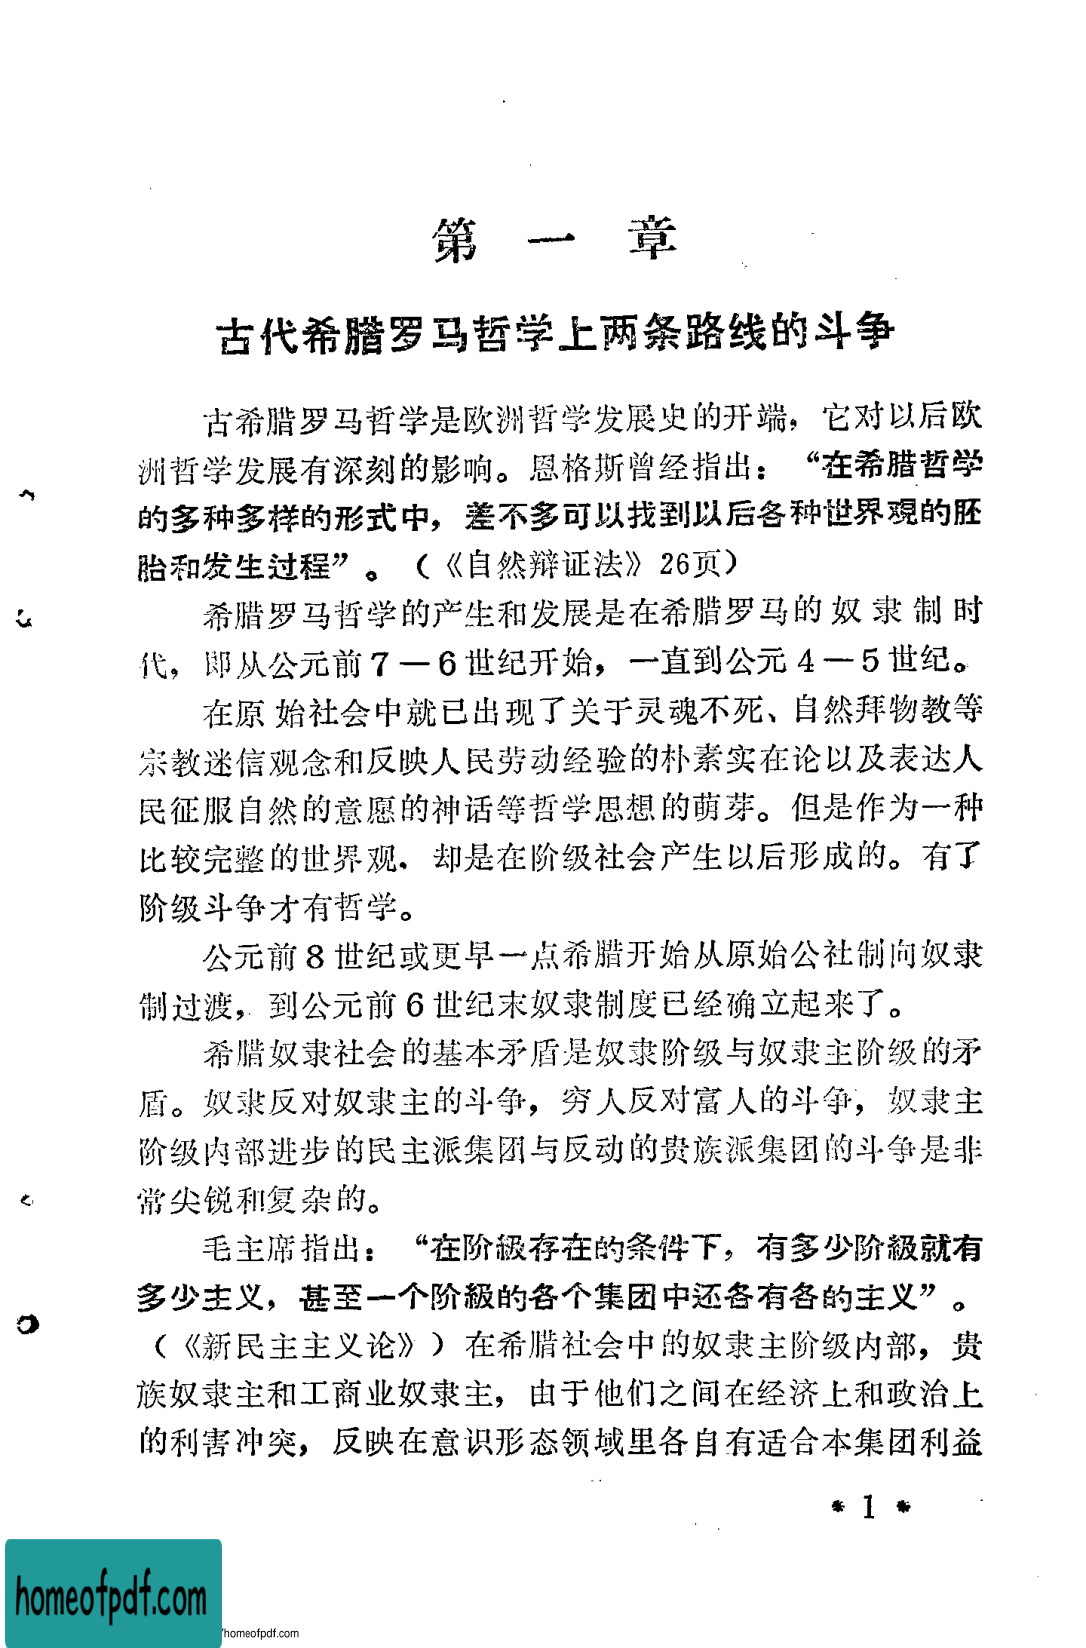 第一章
古代希腊罗马哲学上两条路线的斗争
古希腊罗马哲学是欧洲哲学发展史的开端，它对以后欧
洲哲学发展有深刻的影响。恩格斯曾经指出：“在希腊哲学
的多种多样的形式中，差不多可以找到以后各种世界观的胚
胎和发生过程”。（《自然辩证法》26页）
希腊罗马哲学的产生和发展是在希腊罗马的奴隶制时
代，即从公元前7—6世纪开始，一直到公元4—5世纪。
在原始社会中就已出现了关于灵魂不死、自然拜物教等
宗教迷信观念和反映人民劳动经验的朴素实在论以及表达人
民征服自然的意愿的神话等哲学思想的萌芽。但是作为一种
比较完整的世界观，却是在阶级社会产生以后形成的。有了
阶级斗争才有哲学。
公元前8世纪或更早一点希腊开始从原始公社制向奴隶
制过渡，到公元前6世纪末奴隶制度已经确立起来了。
希腊奴隶社会的基本矛盾是奴隶阶级与奴隶主阶级的矛
盾。奴隶反对奴隶主的斗争，穷人反对富人的斗争，奴隶主
阶级内部进步的民主派集团与反动的贵族派集团的斗争是非
常尖锐和复杂的。
毛主席指出：“在阶級存在的条件下，有多少阶級就有
多少主义，甚至一个阶級的各个集团中还各有各的主义”。
（《新民主主义论》）在希腊社会中的奴隶主阶级内部，贵
族奴隶主和工商业奴隶主，由于他们之间在经济上和政治上
的利害冲突，反映在意识形态领域里各自有适合本集团利益
* 1 *
homeofpdf.com
/homeofpdf.com